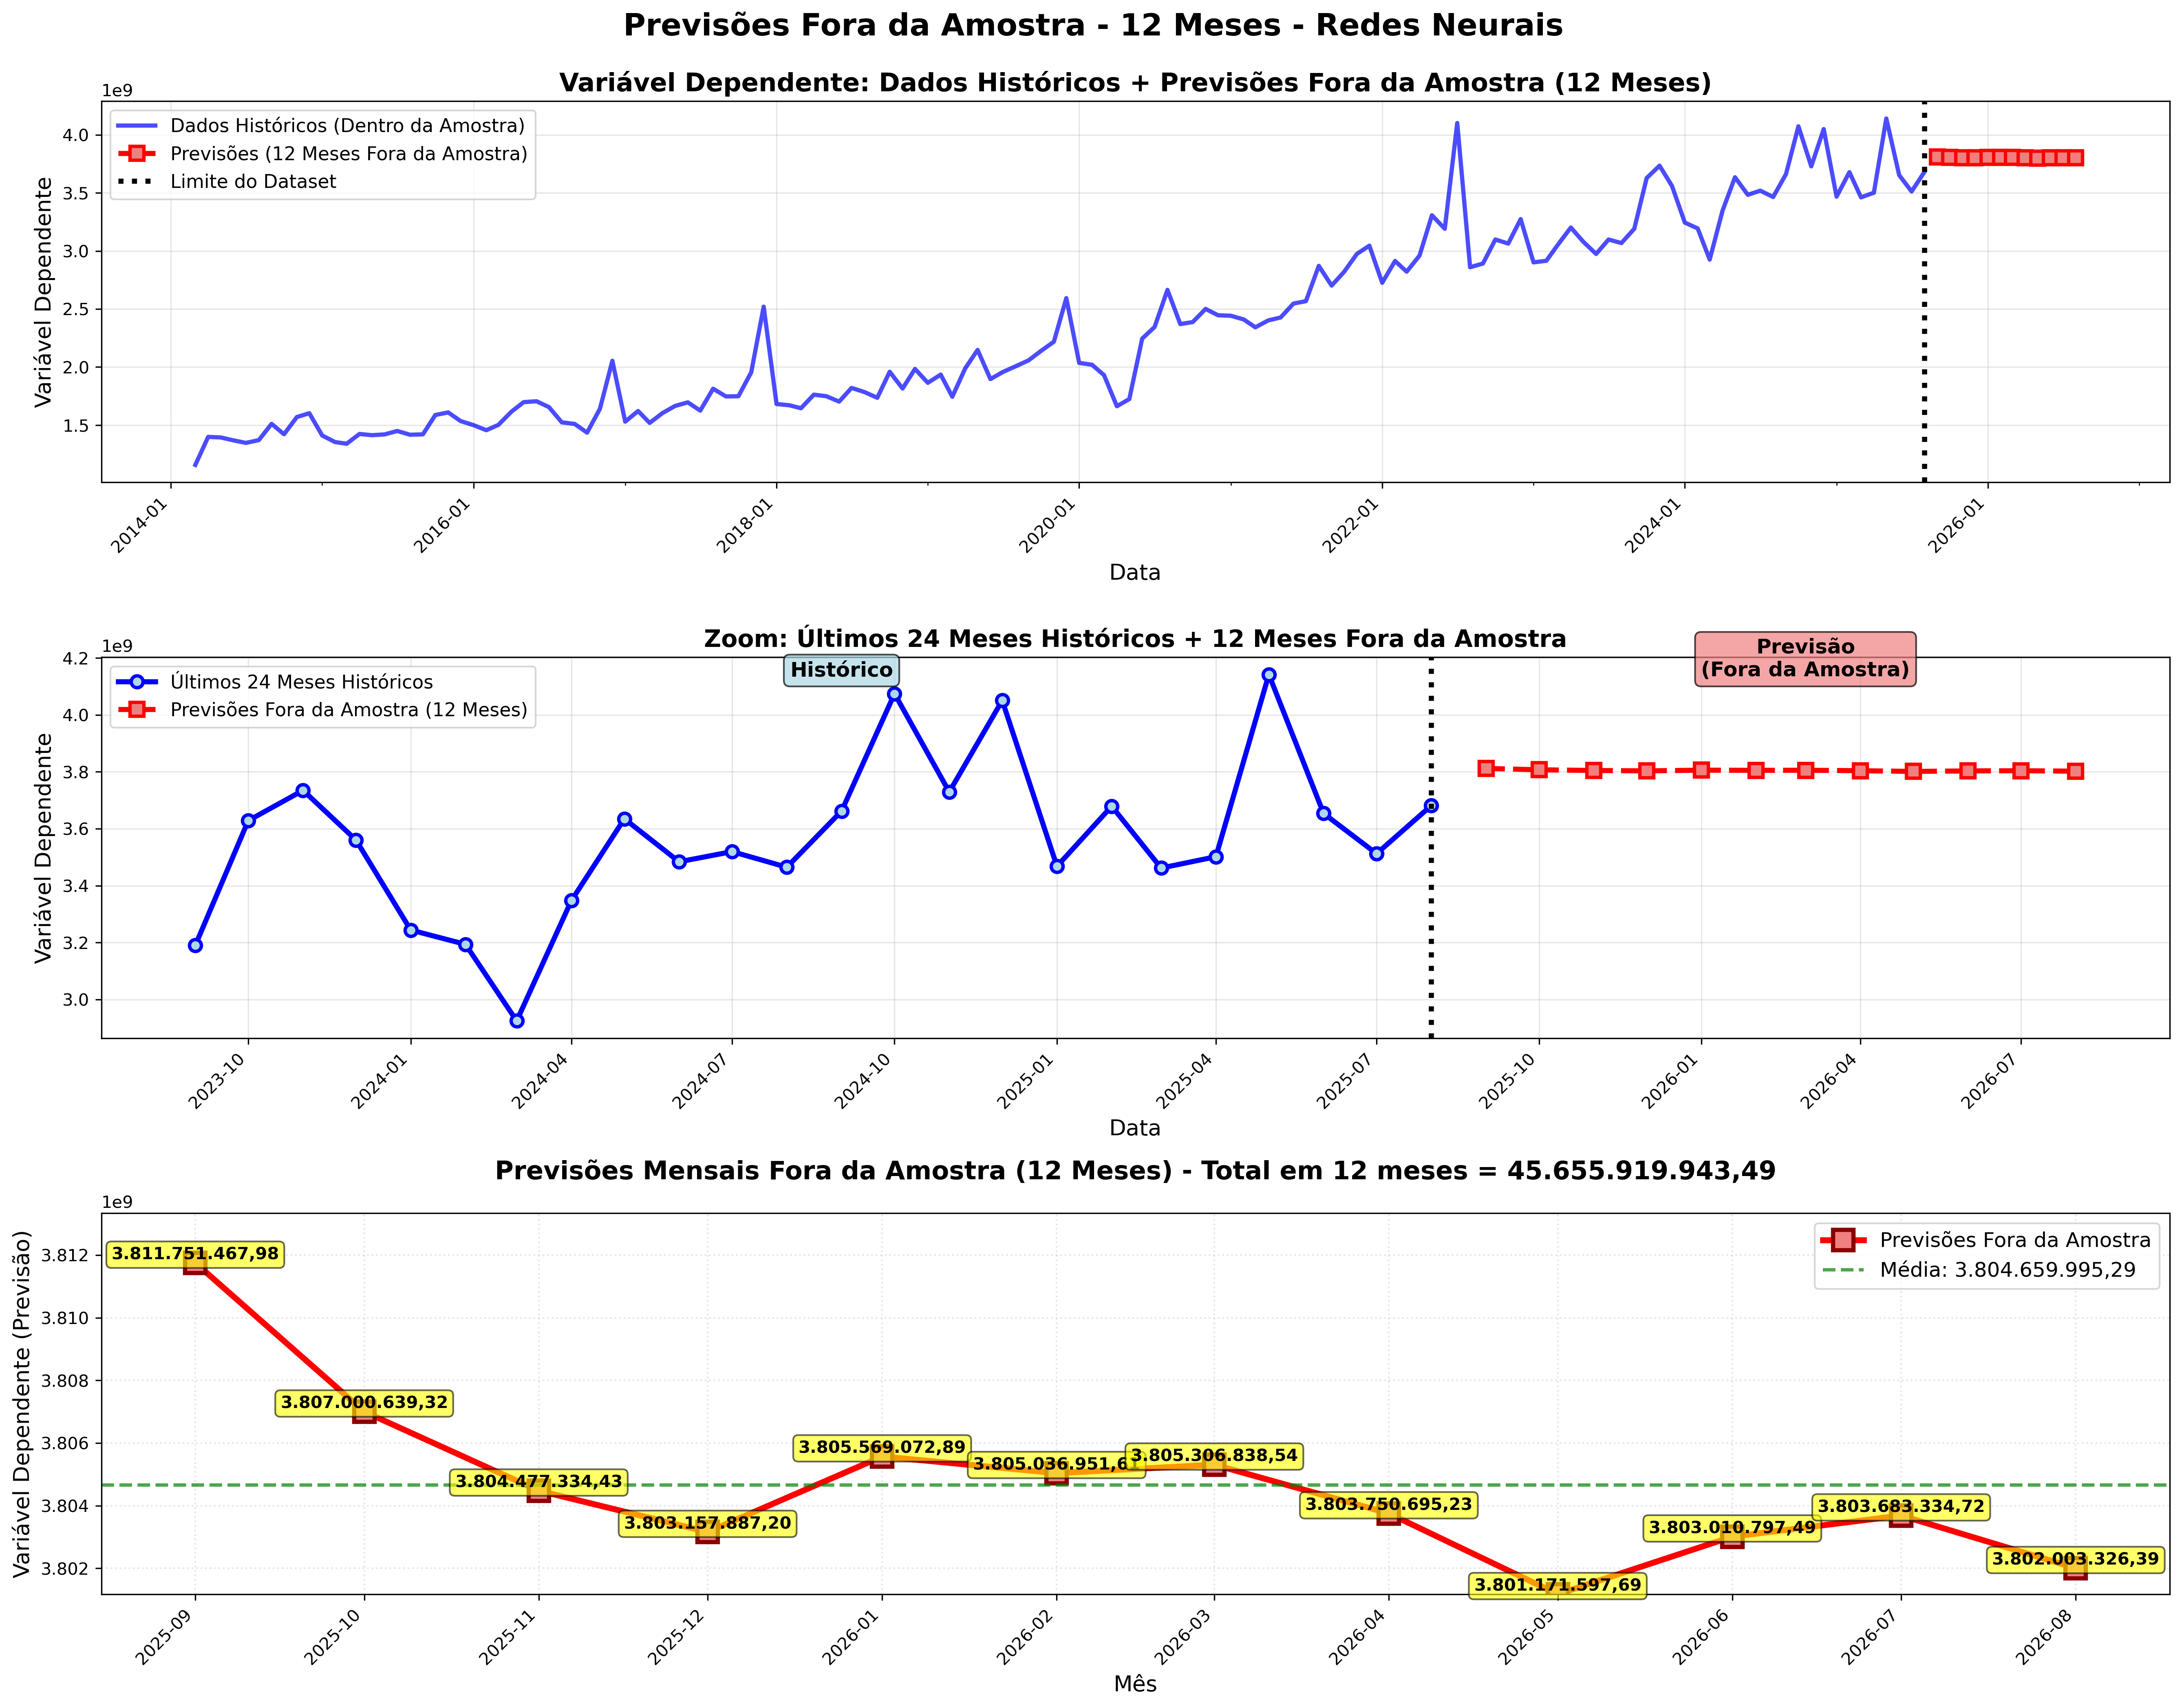 Previsões Fora da Amostra - 12 Meses - Redes Neurais
Variável Dependente: Dados Históricos + Previsões Fora da Amostra (12 Meses)
1e9
Dados Históricos (Dentro da Amostra)
Previsões (12 Meses Fora da Amostra)
Limite do Dataset
Variável Dependente
4.0
3.5
3.0
2.5
2.0
1.5
2014-01
2016-01
2018-01
2020-01
2022-01
2024-01
2026-01
Data
Zoom: Últimos 24 Meses Históricos + 12 Meses Fora da Amostra
1e9
Histórico
Previsão
(Fora da Amostra)
Últimos 24 Meses Históricos
Previsões Fora da Amostra (12 Meses)
Variável Dependente
4.2
4.0
3.8
3.6
3.4
3.2
3.0
2023-10
2024-01
2024-04
2024-07
2024-10
2025-01
2025-04
2025-07
2025-10
2026-01
2026-04
2026-07
Data
Previsões Mensais Fora da Amostra (12 Meses) - Total em 12 meses = 45.655.919.943,49
1e9
Previsões Fora da Amostra
Média: 3.804.659.995,29
Variável Dependente (Previsão)
3.812
3.810
3.808
3.806
3.804
3.802
3.811.751.467,98
3.807.000.639,32
3.804.477.334,43
3.803.157.887,20
3.805.569.072,89
3.805.306.838,54
3.803.750.695,23
3.801.171.597,69
3.803.010.797,49
3.803.683.334,72
3.802.003.326,39
2025-09
2025-10
2025-11
2025-12
2026-01
2026-02
2026-03
2026-04
2026-05
2026-06
2026-07
2026-08
Mês